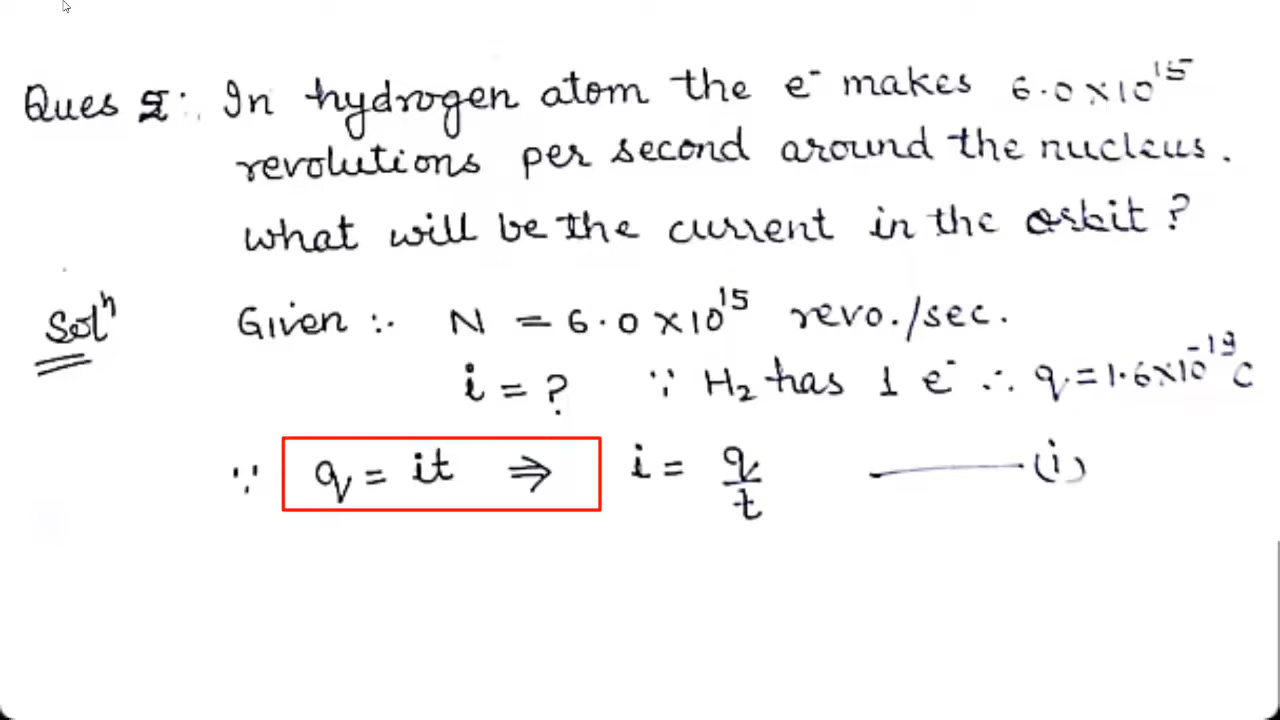 Ques 2:. In hydrogen atom the e⁻ makes 6.0×10¹⁵
revolutions per second around the nucleus.
what will be the current in the orbit ?
Solⁿ Given :. N = 6.0×10¹⁵ revo./sec.
i = ? ∵ H₂ has 1 e⁻ ∴ q = 1.6×10⁻¹⁹ C
∵ q = it ⇒ i = q/t ——— (i)